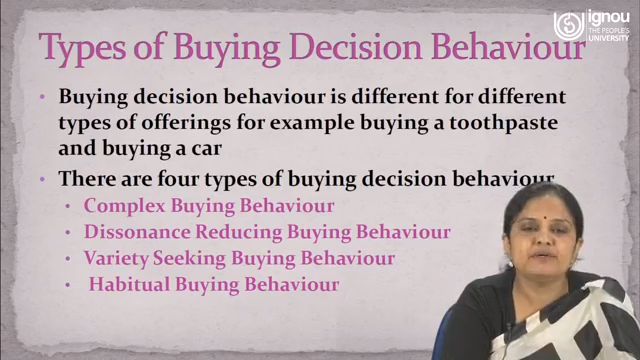 ignou
THE PEOPLE'S
UNIVERSITY
Types of Buying Decision Behaviour
• Buying decision behaviour is different for different
types of offerings for example buying a toothpaste
and buying a car
• There are four types of buying decision behaviour
• Complex Buying Behaviour
• Dissonance Reducing Buying Behaviour
• Variety Seeking Buying Behaviour
• Habitual Buying Behaviour